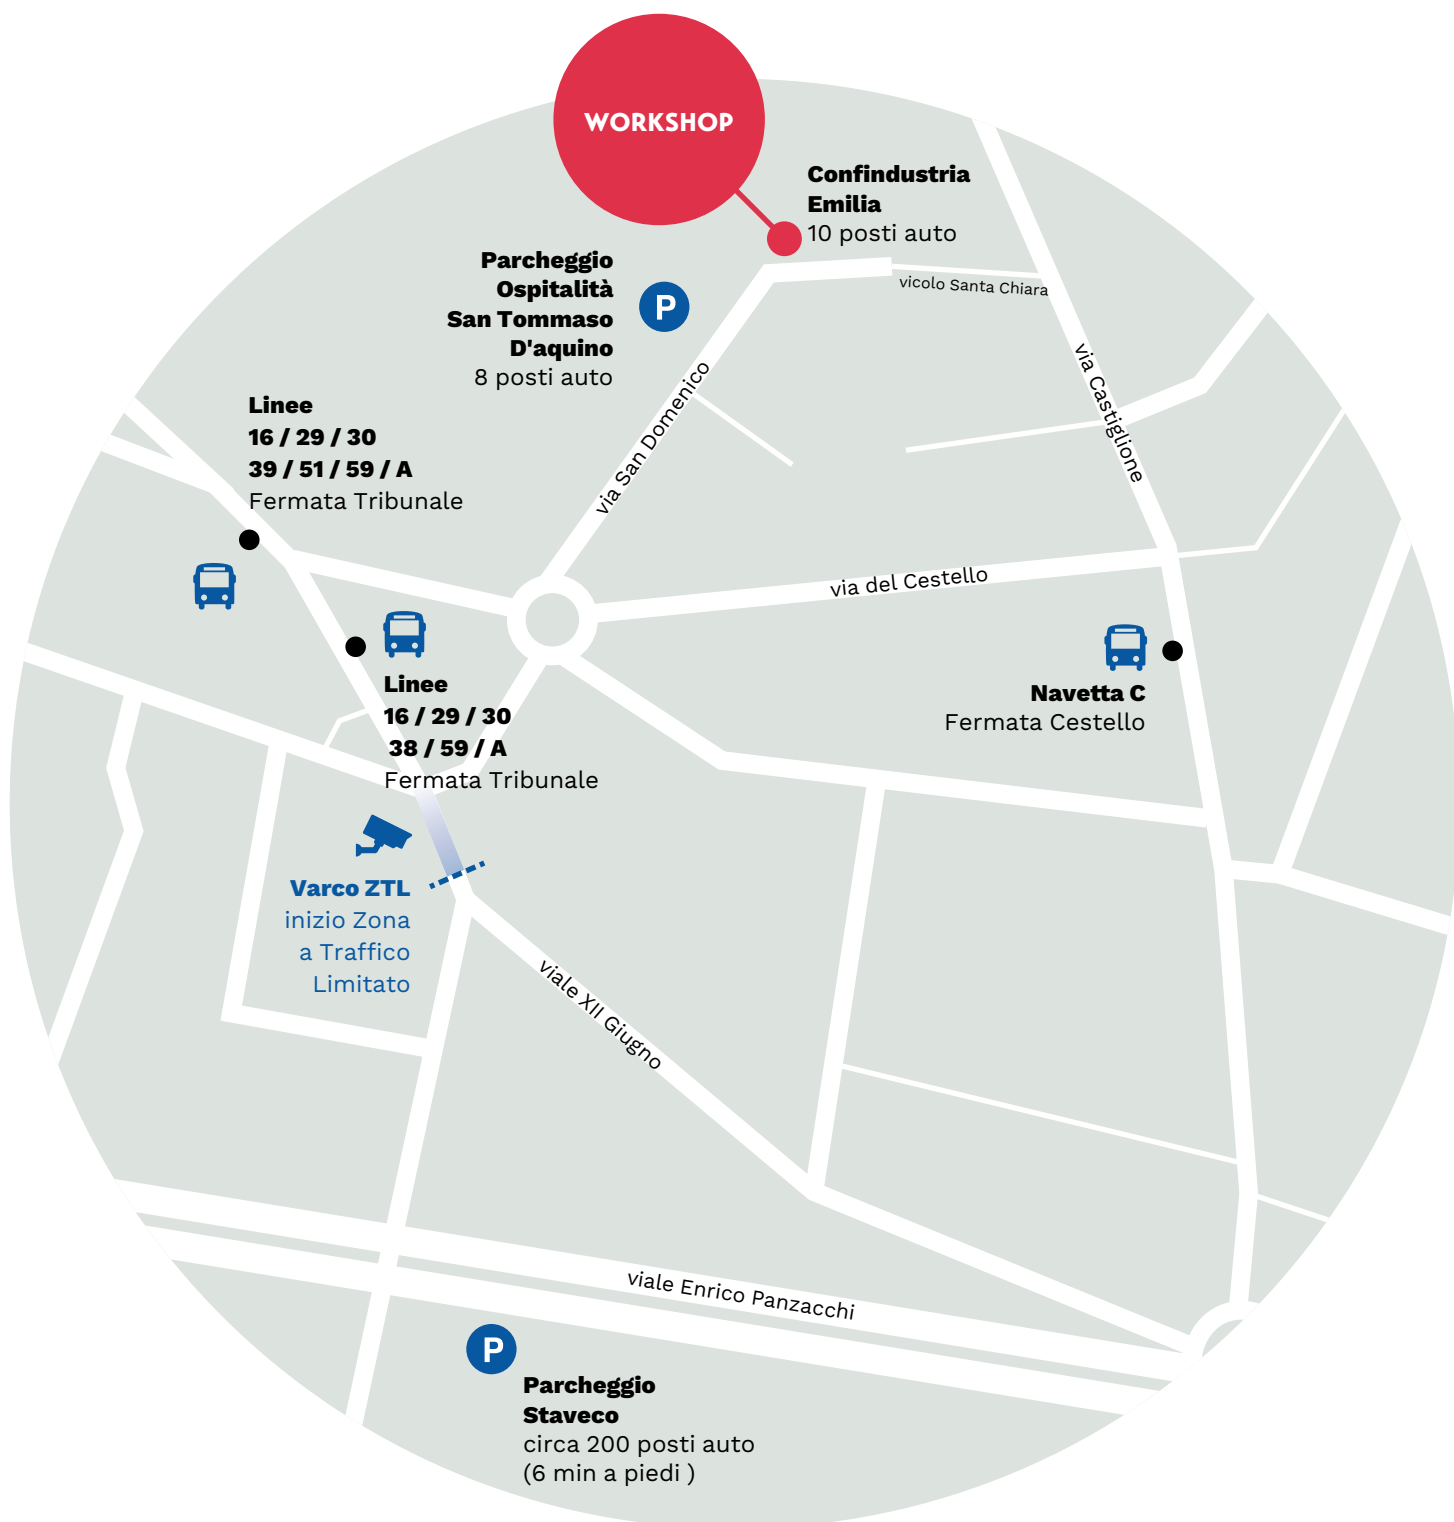 WORKSHOP
Confindustria
Emilia
10 posti auto
Parcheggio
Ospitalità
San Tommaso
D'aquino
8 posti auto
P
vicolo Santa Chiara
via San Domenico
via Castiglione
Linee
16 / 29 / 30
39 / 51 / 59 / A
Fermata Tribunale
via del Cestello
Linee
16 / 29 / 30
38 / 59 / A
Fermata Tribunale
Navetta C
Fermata Cestello
Varco ZTL
inizio Zona
a Traffico
Limitato
viale XII Giugno
viale Enrico Panzacchi
P
Parcheggio
Staveco
circa 200 posti auto
(6 min a piedi )